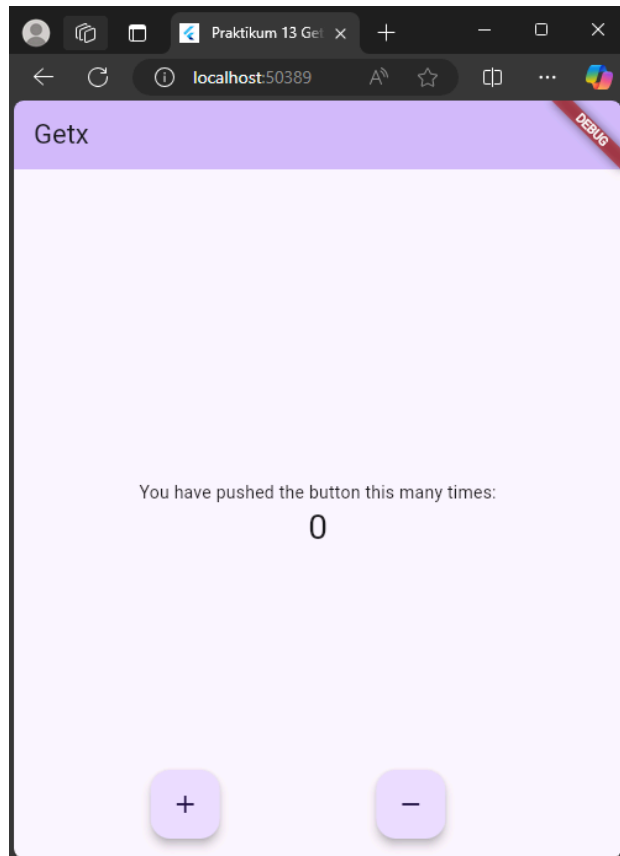 Praktikum 13 Get
localhost:50389
Getx
DEBUG
You have pushed the button this many times:
0
+ −